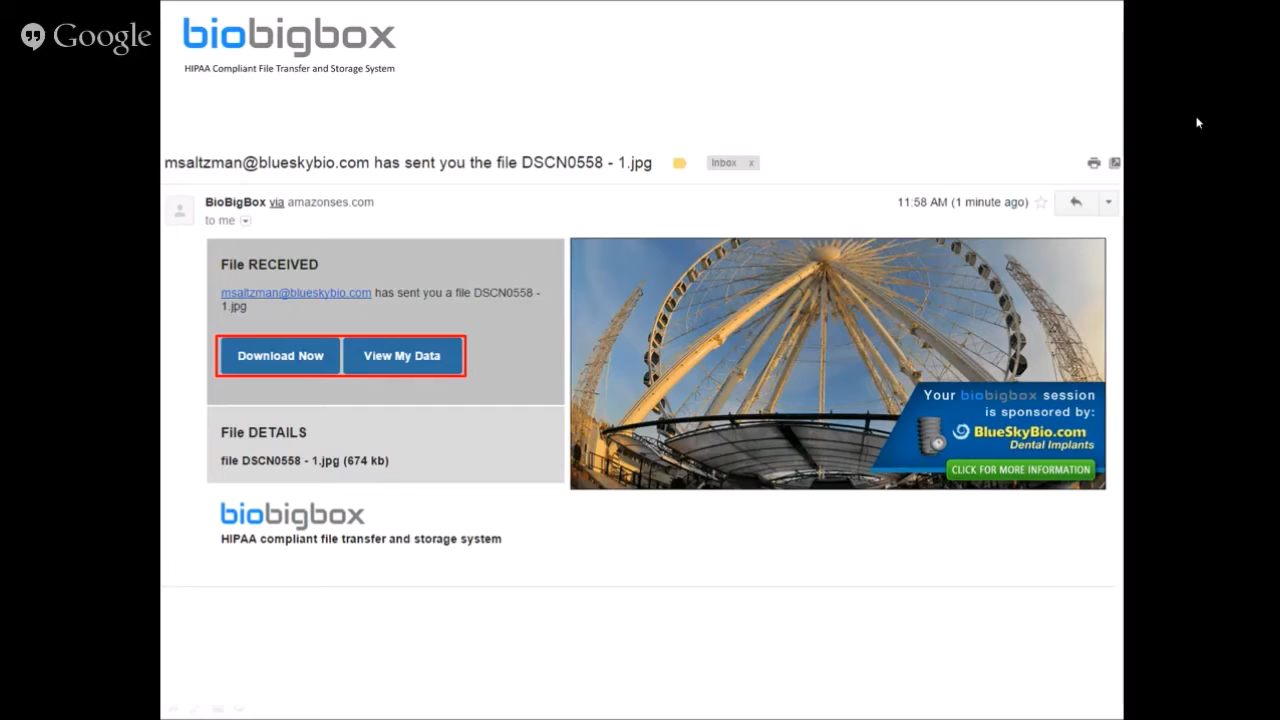 Google
biobigbox
HIPAA Compliant File Transfer and Storage System
msaltzman@blueskybio.com has sent you the file DSCN0558 - 1.jpg
Inbox x
BioBigBox via amazonses.com
11:58 AM (1 minute ago)
to me
File RECEIVED
msaltzman@blueskybio.com has sent you a file DSCN0558 -
1.jpg
Download Now
View My Data
File DETAILS
file DSCN0558 - 1.jpg (674 kb)
Your biobigbox session
is sponsored by:
BlueSkyBio.com
Dental Implants
CLICK FOR MORE INFORMATION
biobigbox
HIPAA compliant file transfer and storage system